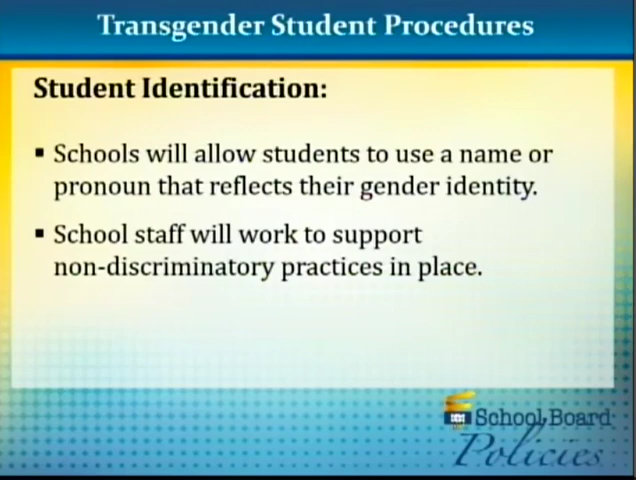 Transgender Student Procedures
Student Identification:
▪ Schools will allow students to use a name or
pronoun that reflects their gender identity.
▪ School staff will work to support
non-discriminatory practices in place.
School Board
Policies